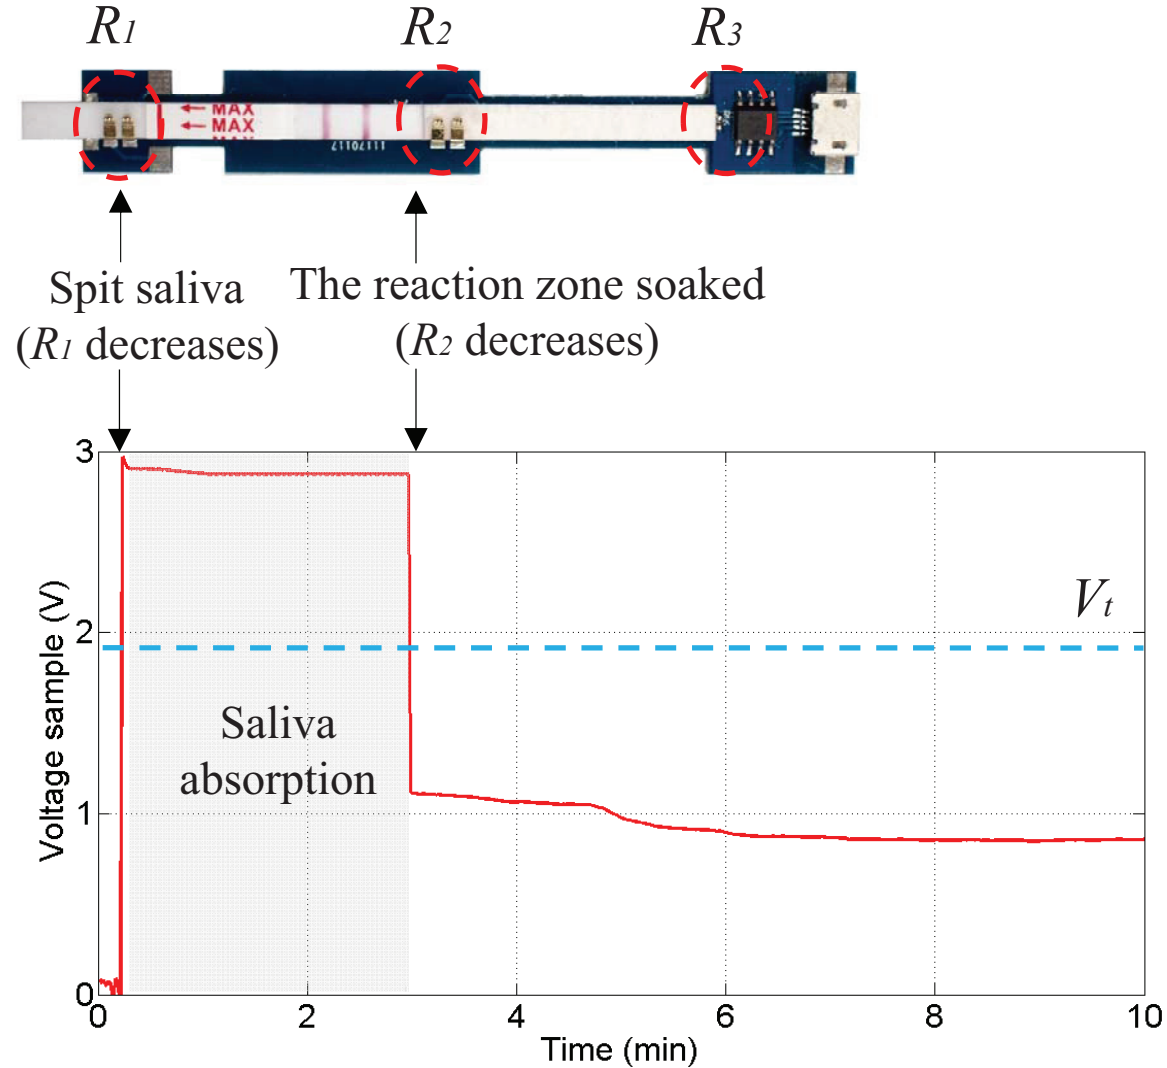 R1 R2 R3
MAX
MAX
11170117
Spit saliva
(R1 decreases)
The reaction zone soaked
(R2 decreases)
3
2
1
0
Voltage sample (V)
Vt
Saliva
absorption
0 2 4 6 8 10
Time (min)